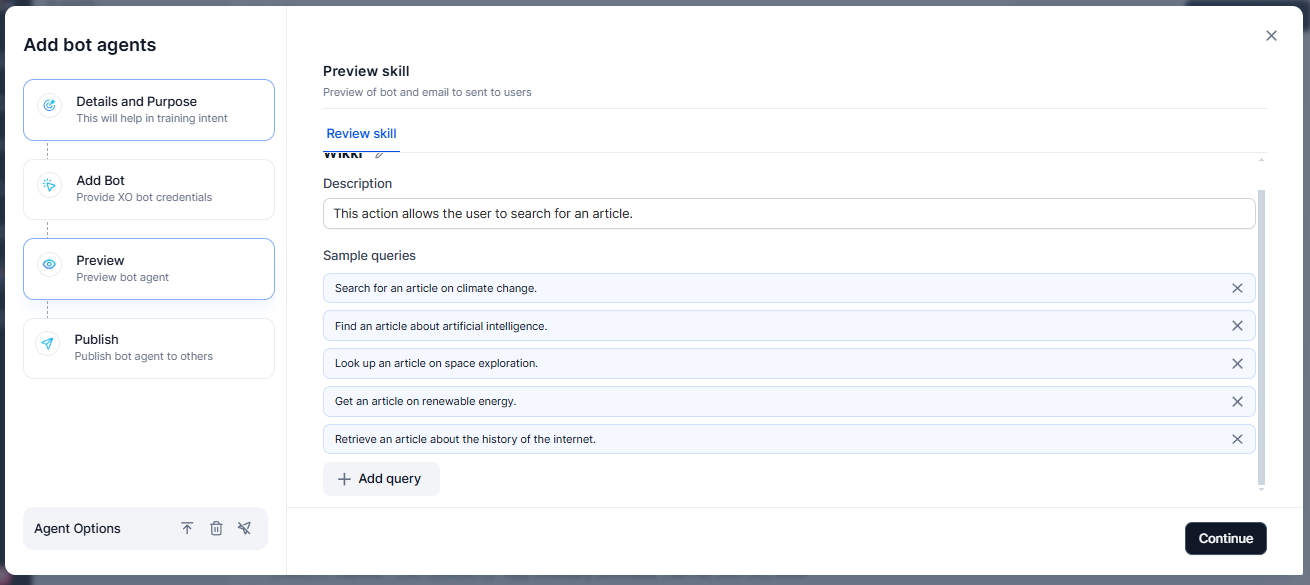 Add bot agents
Details and Purpose
This will help in training intent
Add Bot
Provide XO bot credentials
Preview
Preview bot agent
Publish
Publish bot agent to others
Agent Options
Preview skill
Preview of bot and email to sent to users
Review skill
Wikki
Description
This action allows the user to search for an article.
Sample queries
Search for an article on climate change.
Find an article about artificial intelligence.
Look up an article on space exploration.
Get an article on renewable energy.
Retrieve an article about the history of the internet.
Add query
Continue